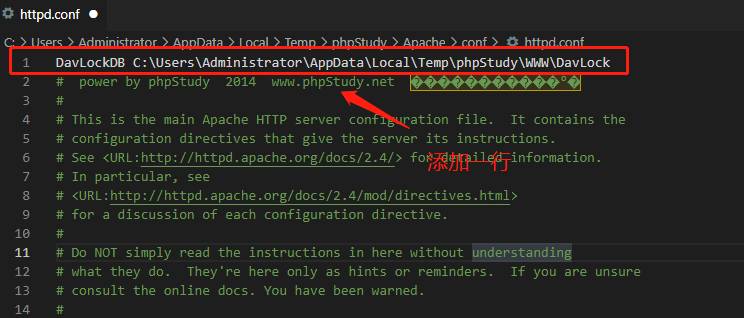 httpd.conf
C: > Users > Administrator > AppData > Local > Temp > phpStudy > Apache > conf > httpd.conf
1 DavLockDB C:\Users\Administrator\AppData\Local\Temp\phpStudy\WWW\DavLock
2 # power by phpStudy 2014 www.phpStudy.net ������������°�
3 #
4 # This is the main Apache HTTP server configuration file. It contains the
5 # configuration directives that give the server its instructions.
6 # See <URL:http://httpd.apache.org/docs/2.4/> for detailed information.
添加一行
7 # In particular, see
8 # <URL:http://httpd.apache.org/docs/2.4/mod/directives.html>
9 # for a discussion of each configuration directive.
10 #
11 # Do NOT simply read the instructions in here without understanding
12 # what they do. They're here only as hints or reminders. If you are unsure
13 # consult the online docs. You have been warned.
14 #